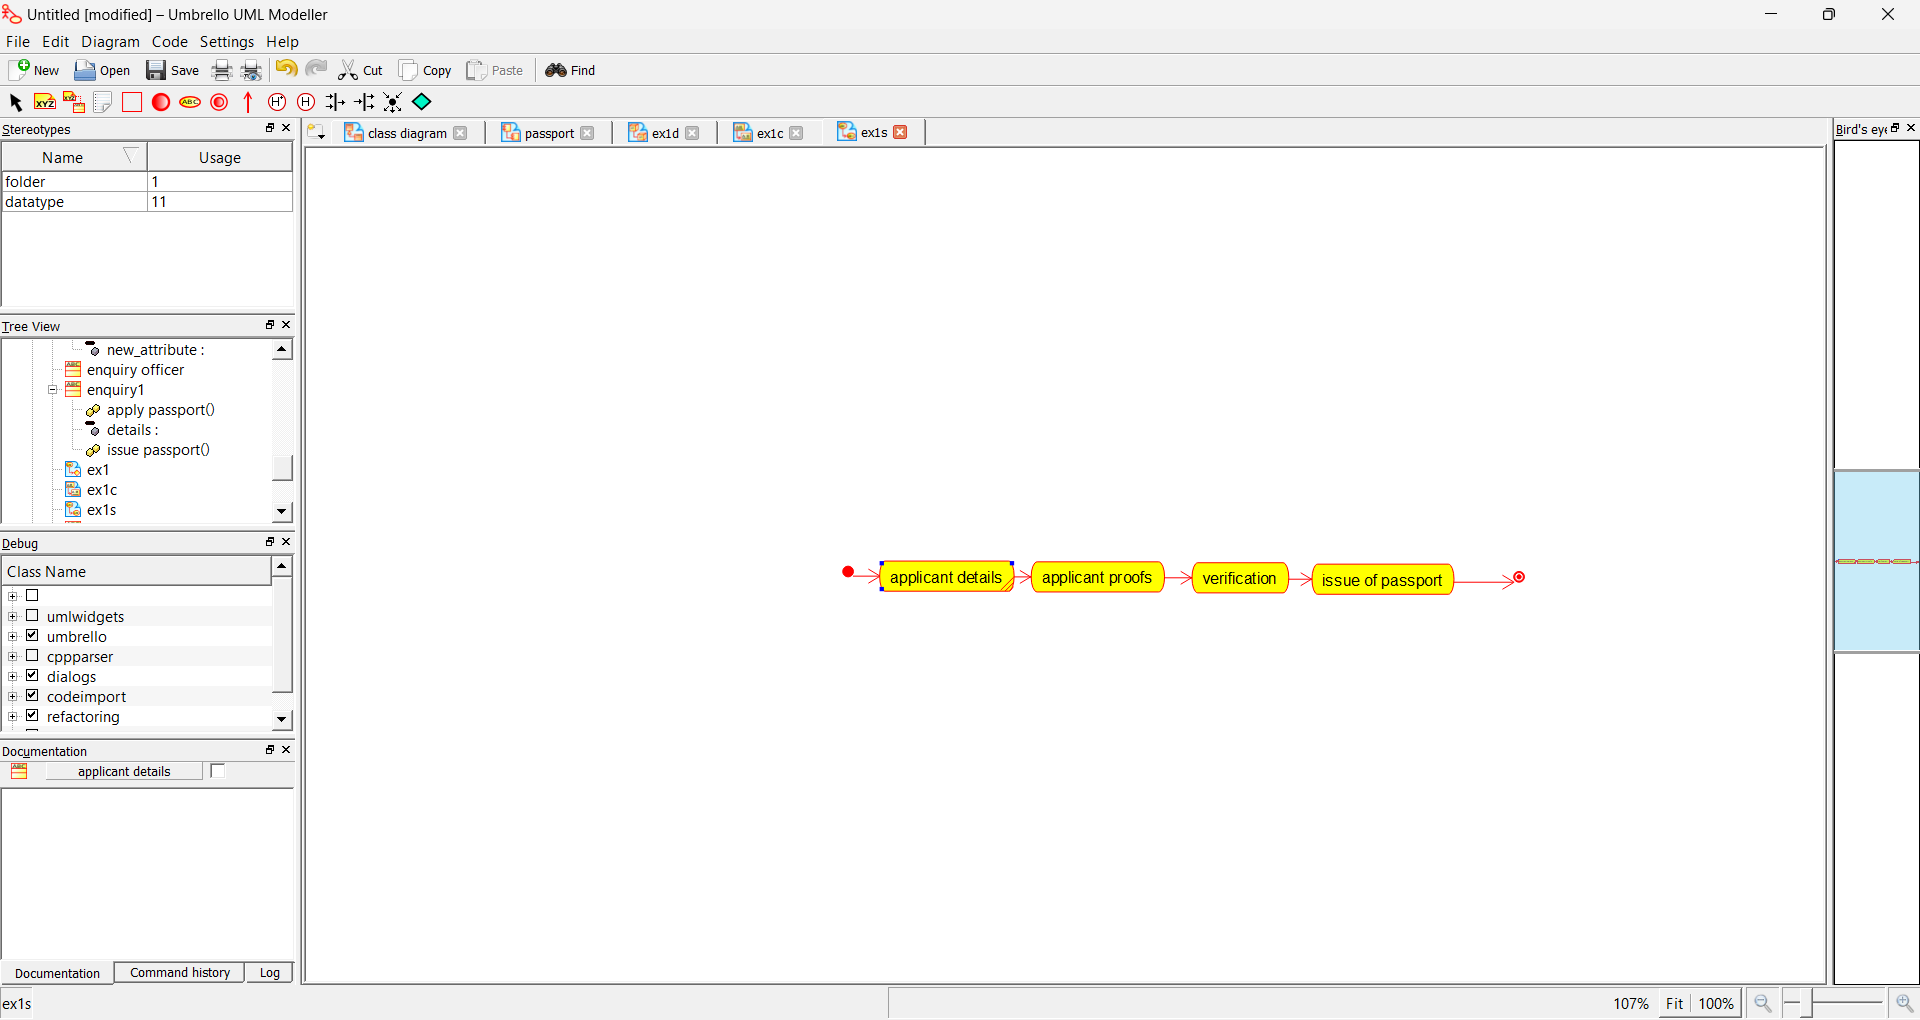 Untitled [modified] – Umbrello UML Modeller
File Edit Diagram Code Settings Help
New Open Save Cut Copy Paste Find
XYZ XYZ ABC H* H
Stereotypes
Name Usage
folder 1
datatype 11
Tree View
new_attribute :
enquiry officer
enquiry1
apply passport()
details :
issue passport()
ex1
ex1c
ex1s
Debug
Class Name
umlwidgets
umbrello
cppparser
dialogs
codeimport
refactoring
Documentation
applicant details
Documentation Command history Log
class diagram passport ex1d ex1c ex1s
applicant details applicant proofs verification issue of passport
Bird's eye
ex1s
107% Fit 100%